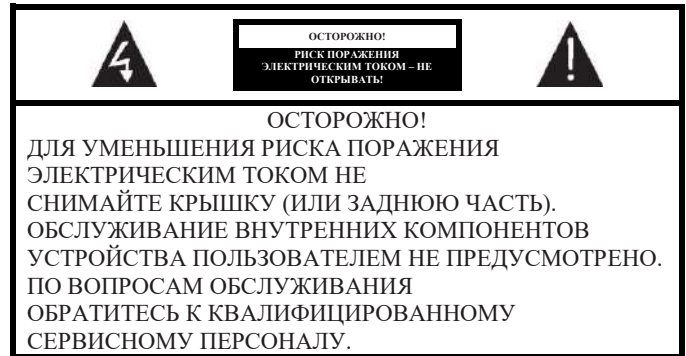 ОСТОРОЖНО!
РИСК ПОРАЖЕНИЯ
ЭЛЕКТРИЧЕСКИМ ТОКОМ – НЕ
ОТКРЫВАТЬ!
ОСТОРОЖНО!
ДЛЯ УМЕНЬШЕНИЯ РИСКА ПОРАЖЕНИЯ
ЭЛЕКТРИЧЕСКИМ ТОКОМ НЕ
СНИМАЙТЕ КРЫШКУ (ИЛИ ЗАДНЮЮ ЧАСТЬ).
ОБСЛУЖИВАНИЕ ВНУТРЕННИХ КОМПОНЕНТОВ
УСТРОЙСТВА ПОЛЬЗОВАТЕЛЕМ НЕ ПРЕДУСМОТРЕНО.
ПО ВОПРОСАМ ОБСЛУЖИВАНИЯ
ОБРАТИТЕСЬ К КВАЛИФИЦИРОВАННОМУ
СЕРВИСНОМУ ПЕРСОНАЛУ.